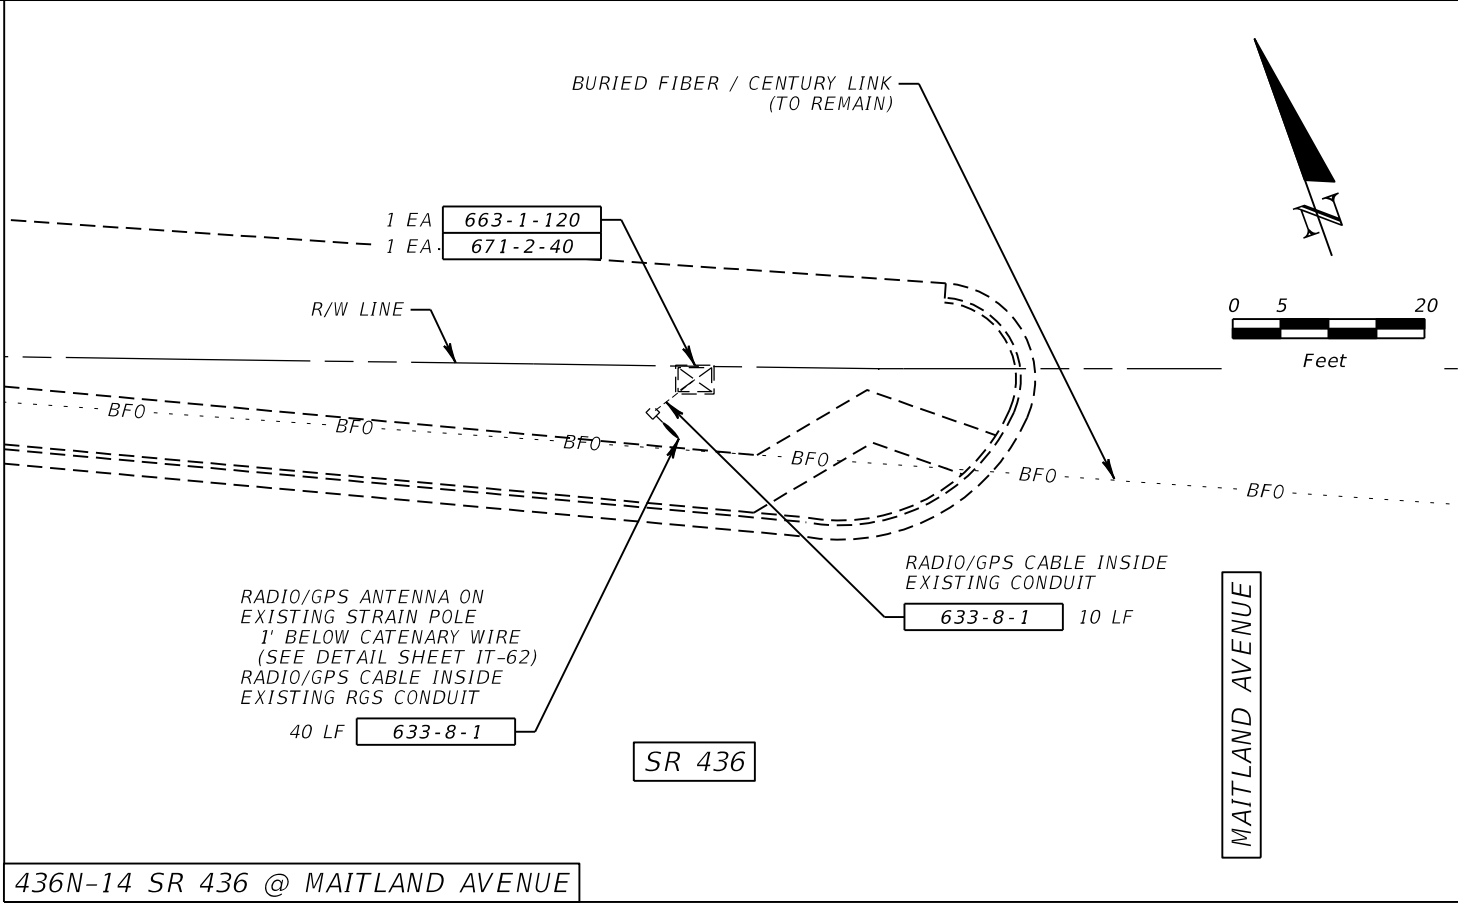 BURIED FIBER / CENTURY LINK
(TO REMAIN)
1 EA 663-1-120
1 EA 671-2-40
R/W LINE
N
0 5 20
Feet
BFO
BFO
BFO
BFO
BFO
BFO
RADIO/GPS CABLE INSIDE
EXISTING CONDUIT
633-8-1 10 LF
RADIO/GPS ANTENNA ON
EXISTING STRAIN POLE
1' BELOW CATENARY WIRE
(SEE DETAIL SHEET IT-62)
RADIO/GPS CABLE INSIDE
EXISTING RGS CONDUIT
40 LF 633-8-1
SR 436
MAITLAND AVENUE
436N-14 SR 436 @ MAITLAND AVENUE